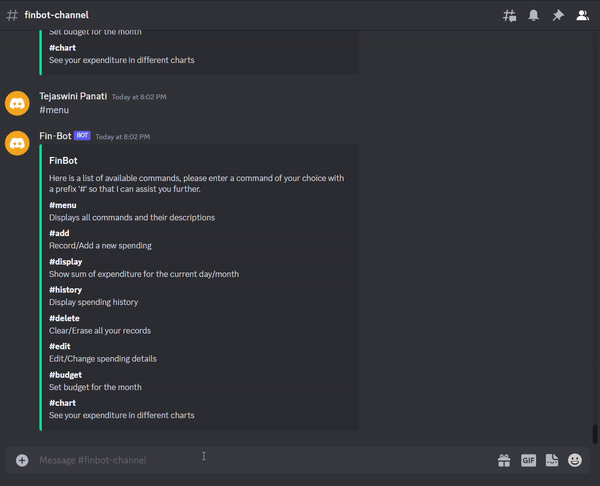 # finbot-channel
Set budget for the month
#chart
See your expenditure in different charts
Tejaswini Panati Today at 8:02 PM
#menu
Fin-Bot BOT Today at 8:02 PM
FinBot
Here is a list of available commands, please enter a command of your choice with
a prefix '#' so that I can assist you further.
#menu
Displays all commands and their descriptions
#add
Record/Add a new spending
#display
Show sum of expenditure for the current day/month
#history
Display spending history
#delete
Clear/Erase all your records
#edit
Edit/Change spending details
#budget
Set budget for the month
#chart
See your expenditure in different charts
Message #finbot-channel
GIF